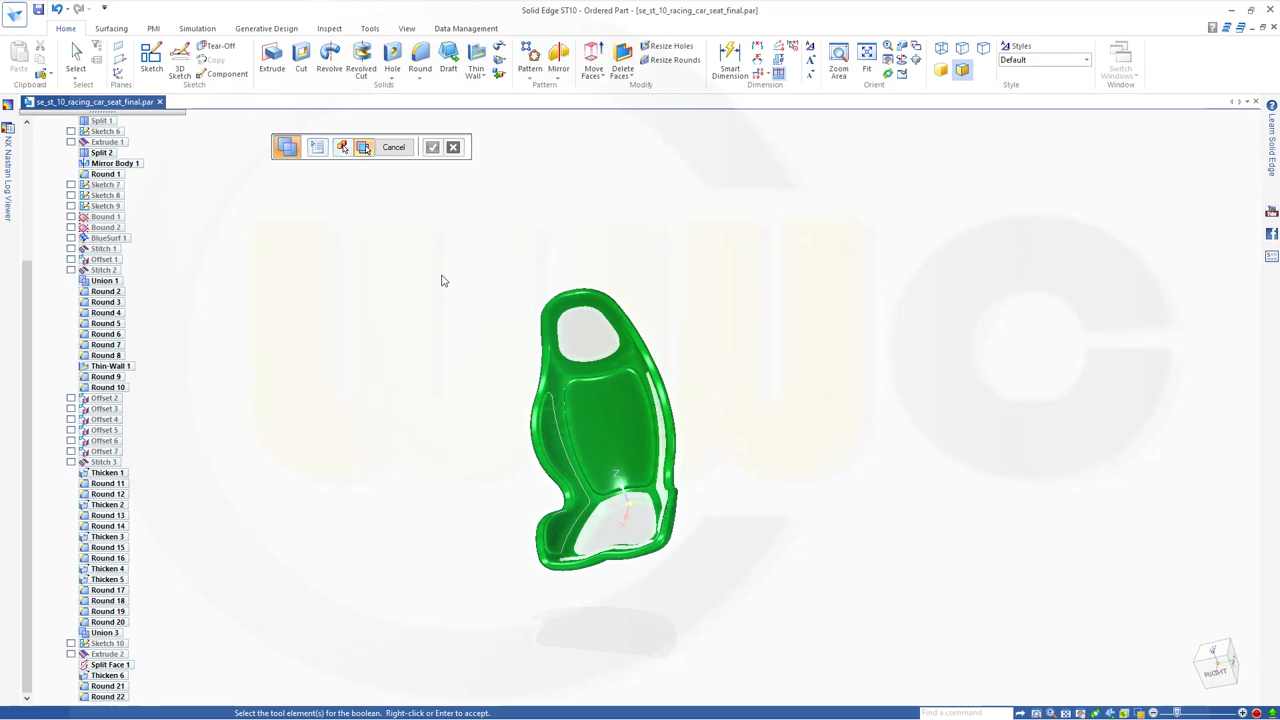 Solid Edge ST10 - Ordered Part - [se_st_10_racing_car_seat_final.par]
Home Surfacing PMI Simulation Generative Design Inspect Tools View Data Management
Paste
Clipboard
Select
Select
Planes
Sketch
3D Sketch
Tear-Off
Copy
Component
Sketch
Extrude
Cut
Revolve
Revolved Cut
Hole
Round
Draft
Thin Wall
Solids
Pattern
Mirror
Pattern
Move Faces
Delete Faces
Resize Holes
Resize Rounds
Modify
Smart Dimension
Dimension
Zoom Area
Fit
Orient
Styles
Default
Style
Switch Windows
Window
se_st_10_racing_car_seat_final.par
NX Nastran Log Viewer
Split 1
Sketch 6
Extrude 1
Split 2
Mirror Body 1
Round 1
Sketch 7
Sketch 8
Sketch 9
Bound 1
Bound 2
BlueSurf 1
Stitch 1
Offset 1
Stitch 2
Union 1
Round 2
Round 3
Round 4
Round 5
Round 6
Round 7
Round 8
Thin-Wall 1
Round 9
Round 10
Offset 2
Offset 3
Offset 4
Offset 5
Offset 6
Offset 7
Stitch 3
Thicken 1
Round 11
Round 12
Thicken 2
Round 13
Round 14
Thicken 3
Round 15
Round 16
Thicken 4
Thicken 5
Round 17
Round 18
Round 19
Round 20
Union 3
Sketch 10
Extrude 2
Split Face 1
Thicken 6
Round 21
Round 22
Cancel
Z
X
RIGHT
Learn Solid Edge
You Tube
Select the tool element(s) for the boolean. Right-click or Enter to accept.
Find a command